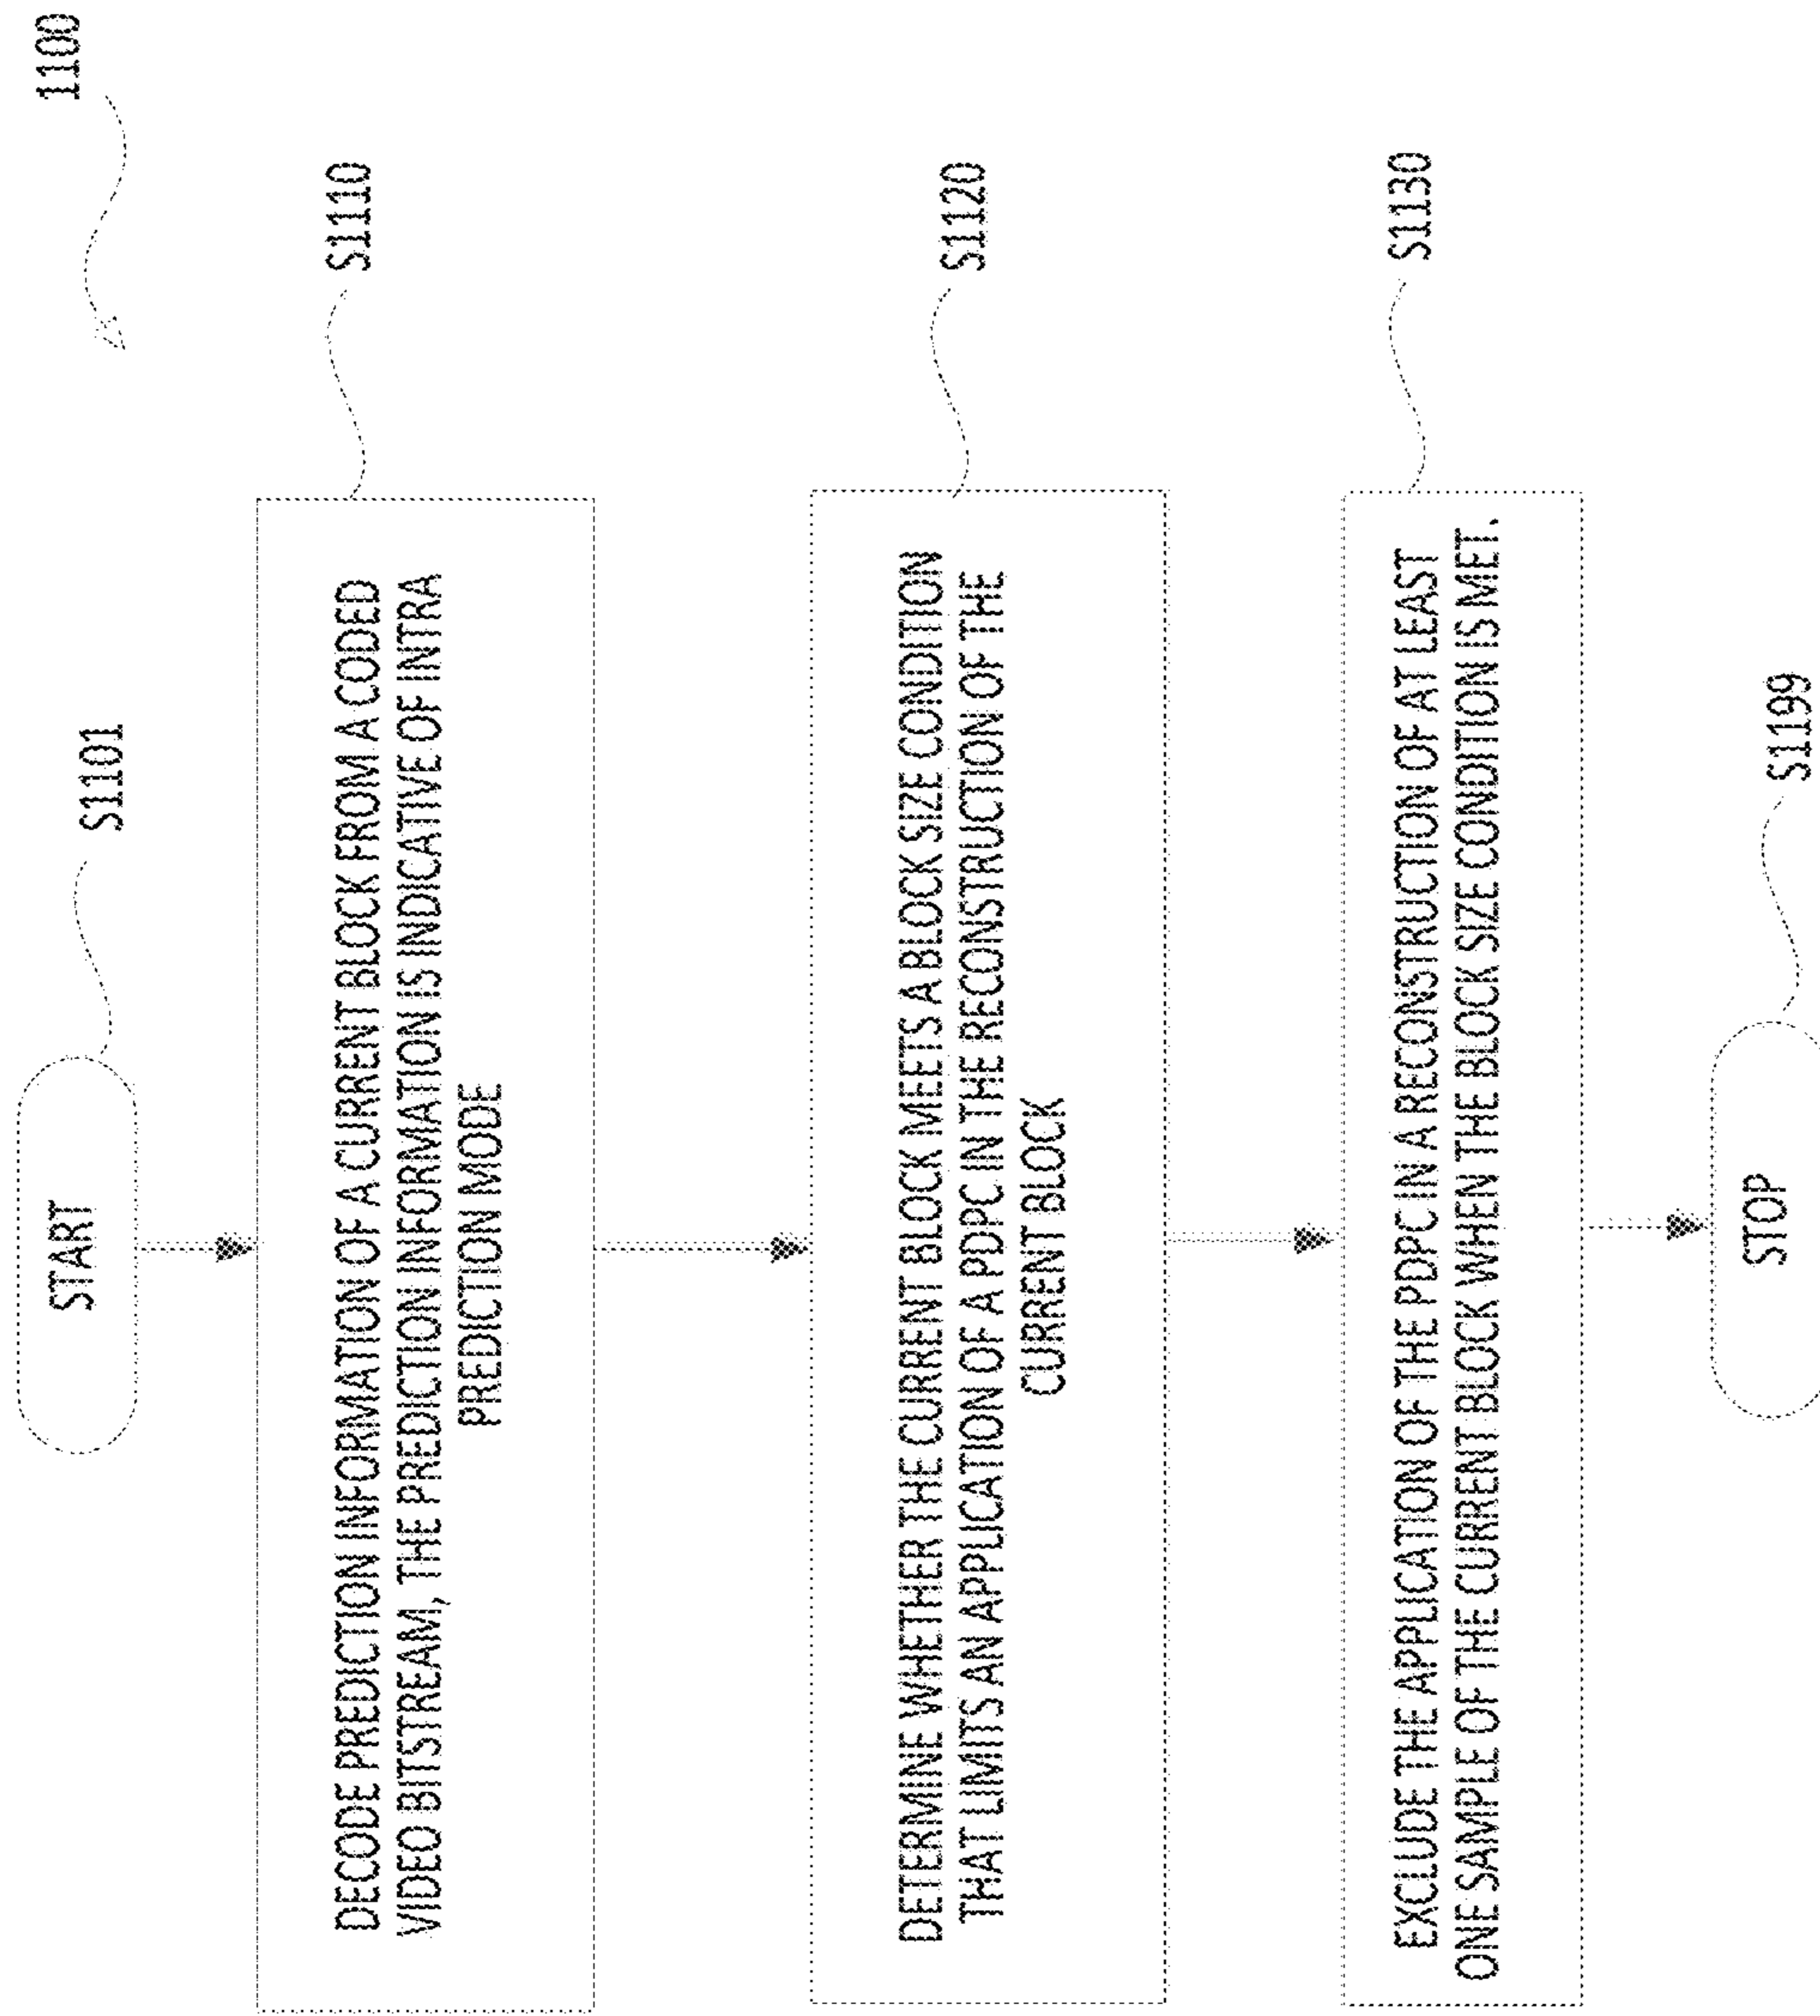 1100
START
S1101
DECODE PREDICTION INFORMATION OF A CURRENT BLOCK FROM A CODED
VIDEO BITSTREAM, THE PREDICTION INFORMATION IS INDICATIVE OF INTRA
PREDICTION MODE
S1110
DETERMINE WHETHER THE CURRENT BLOCK MEETS A BLOCK SIZE CONDITION
THAT LIMITS AN APPLICATION OF A PDPC IN THE RECONSTRUCTION OF THE
CURRENT BLOCK
S1120
EXCLUDE THE APPLICATION OF THE PDPC IN A RECONSTRUCTION OF AT LEAST
ONE SAMPLE OF THE CURRENT BLOCK WHEN THE BLOCK SIZE CONDITION IS MET.
S1130
STOP
S1199